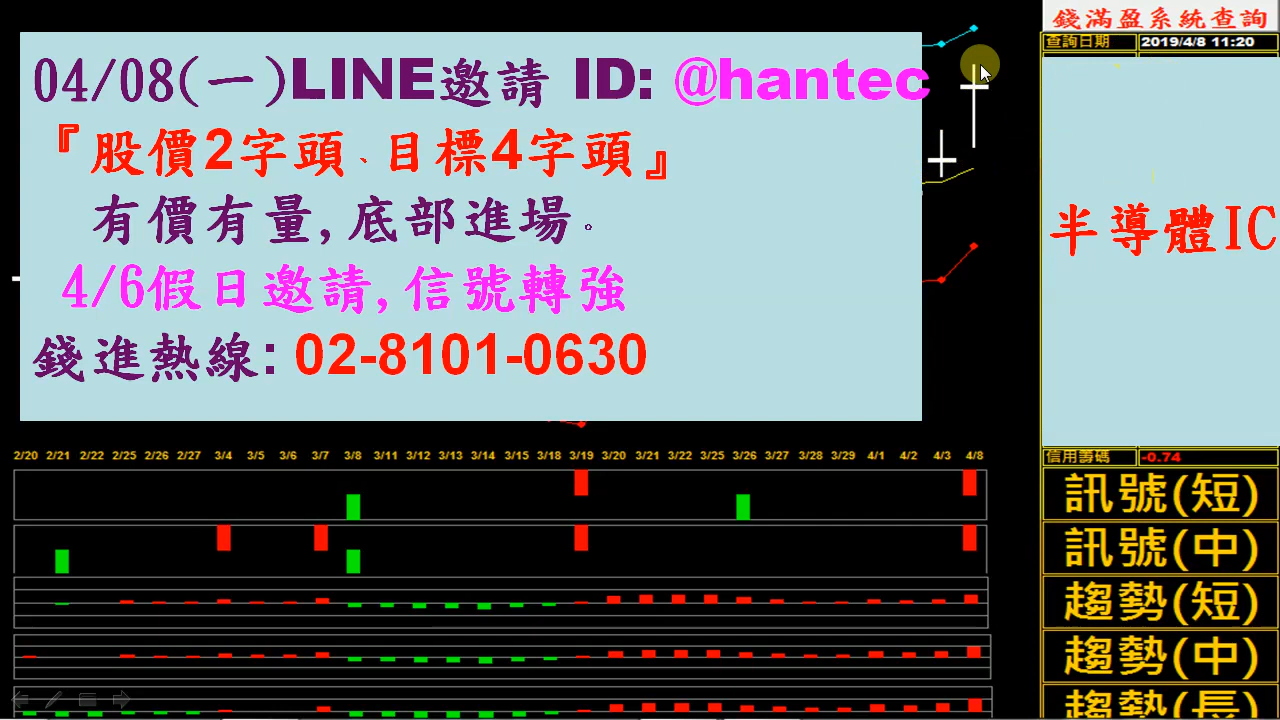 錢滿盈系統查詢
查詢日期 2019/4/8 11:20
04/08(一)LINE邀請 ID: @hantec
『股價2字頭、目標4字頭』
有價有量,底部進場。
4/6假日邀請,信號轉強
錢進熱線: 02-8101-0630
半導體IC
2/20 2/21 2/22 2/25 2/26 2/27 3/4 3/5 3/6 3/7 3/8 3/11 3/12 3/13 3/14 3/15 3/18 3/19 3/20 3/21 3/22 3/25 3/26 3/27 3/28 3/29 4/1 4/2 4/3 4/8
信用籌碼 -0.74
訊號(短)
訊號(中)
趨勢(短)
趨勢(中)
趨勢(長)